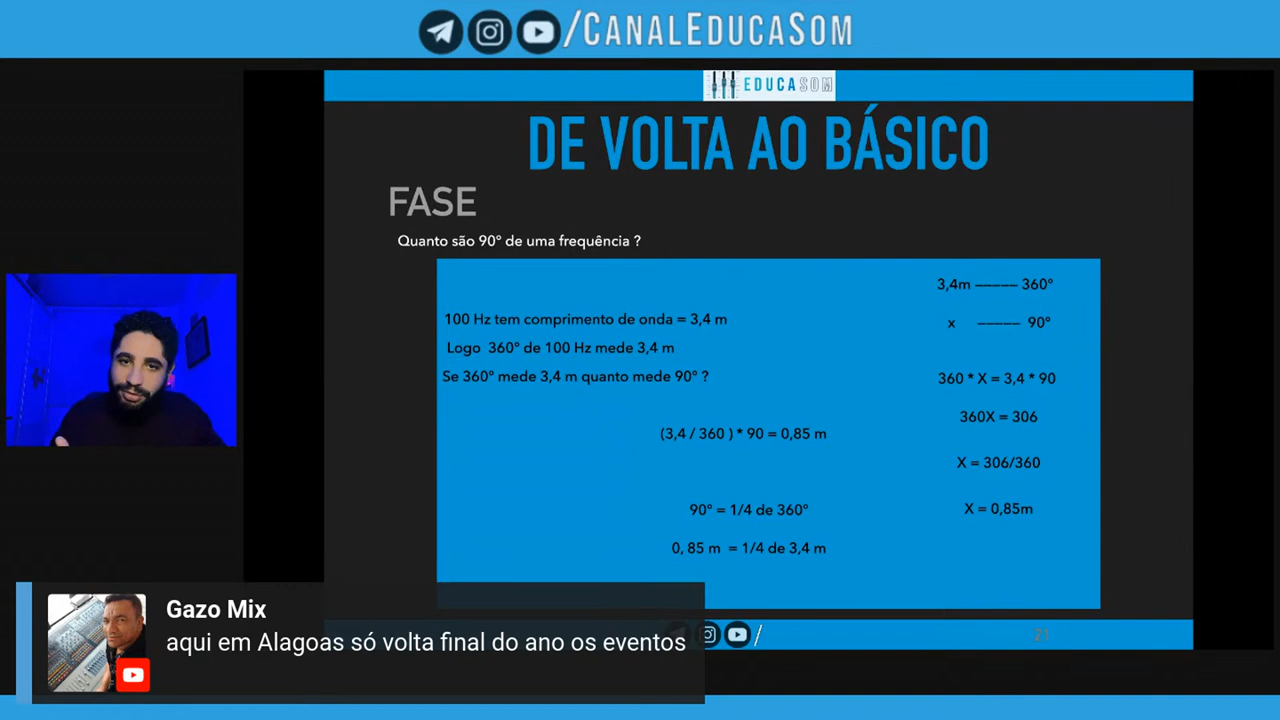 /CANALEDUCASOM
EDUCASOM
DE VOLTA AO BÁSICO
FASE
Quanto são 90° de uma frequência ?
100 Hz tem comprimento de onda = 3,4 m
Logo 360° de 100 Hz mede 3,4 m
Se 360° mede 3,4 m quanto mede 90° ?
(3,4 / 360 ) * 90 = 0,85 m
90° = 1/4 de 360°
0, 85 m = 1/4 de 3,4 m
3,4m ——— 360°
x ——— 90°
360 * X = 3,4 * 90
360X = 306
X = 306/360
X = 0,85m
/
21
Gazo Mix
aqui em Alagoas só volta final do ano os eventos